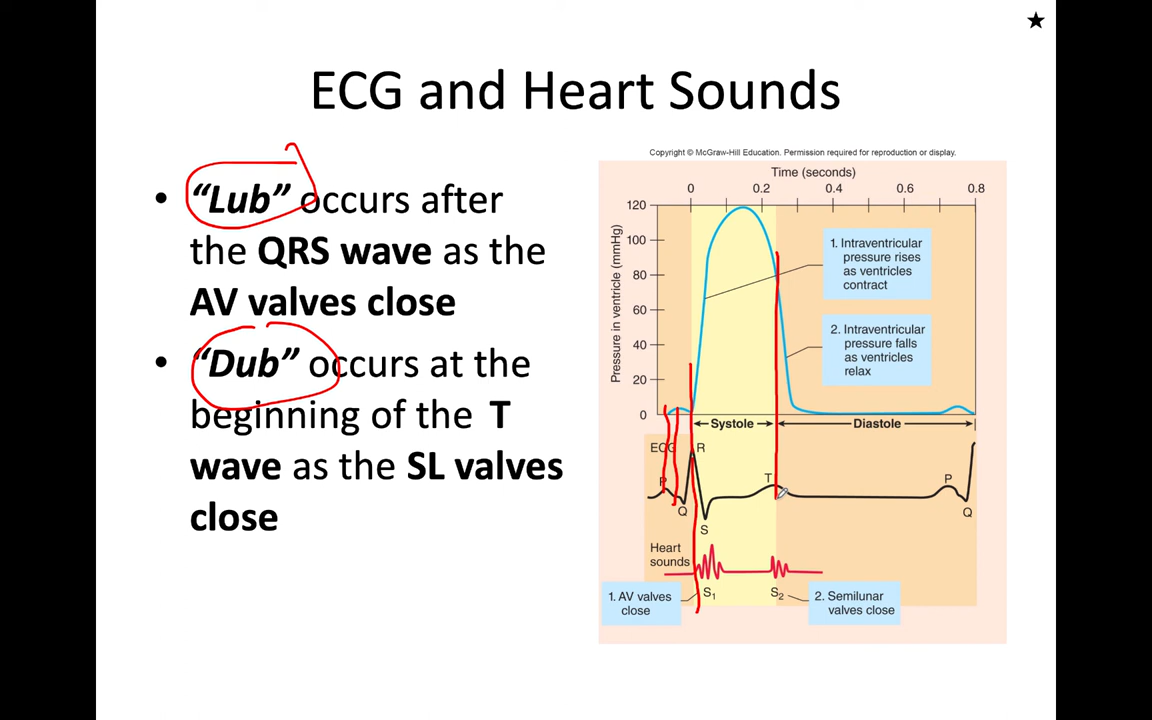 ECG and Heart Sounds
• “Lub” occurs after
the QRS wave as the
AV valves close
• “Dub” occurs at the
beginning of the T
wave as the SL valves
close
Copyright © McGraw-Hill Education. Permission required for reproduction or display.
Time (seconds)
0 0.2 0.4 0.6 0.8
Pressure in ventricle (mmHg)
120
100
80
60
40
20
0
1. Intraventricular
pressure rises
as ventricles
contract
2. Intraventricular
pressure falls
as ventricles
relax
Systole Diastole
ECG R
P T P
Q Q
S
Heart
sounds
S1 S2
1. AV valves
close
2. Semilunar
valves close